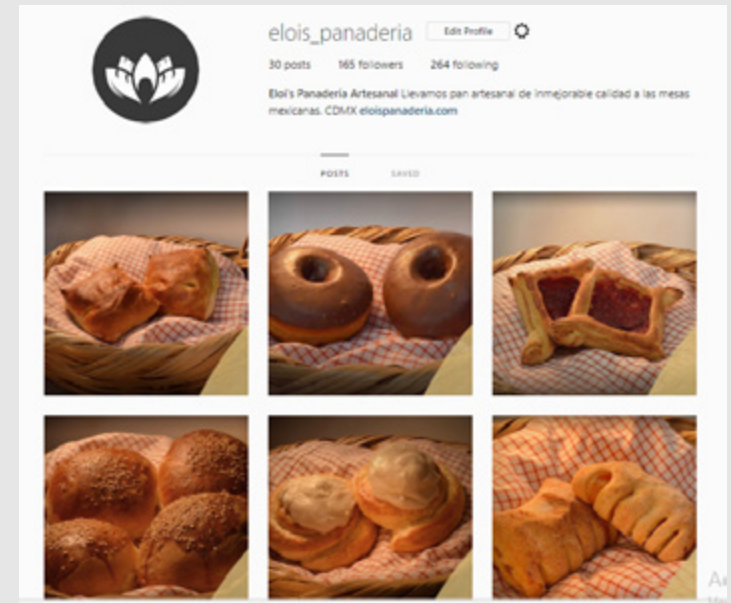 elois_panaderia Edit Profile
30 posts 165 followers 264 following
Eloi's Panadería Artesanal Llevamos pan artesanal de inmejorable calidad a las mesas
mexicanas. CDMX eloispanaderia.com
POSTS SAVED